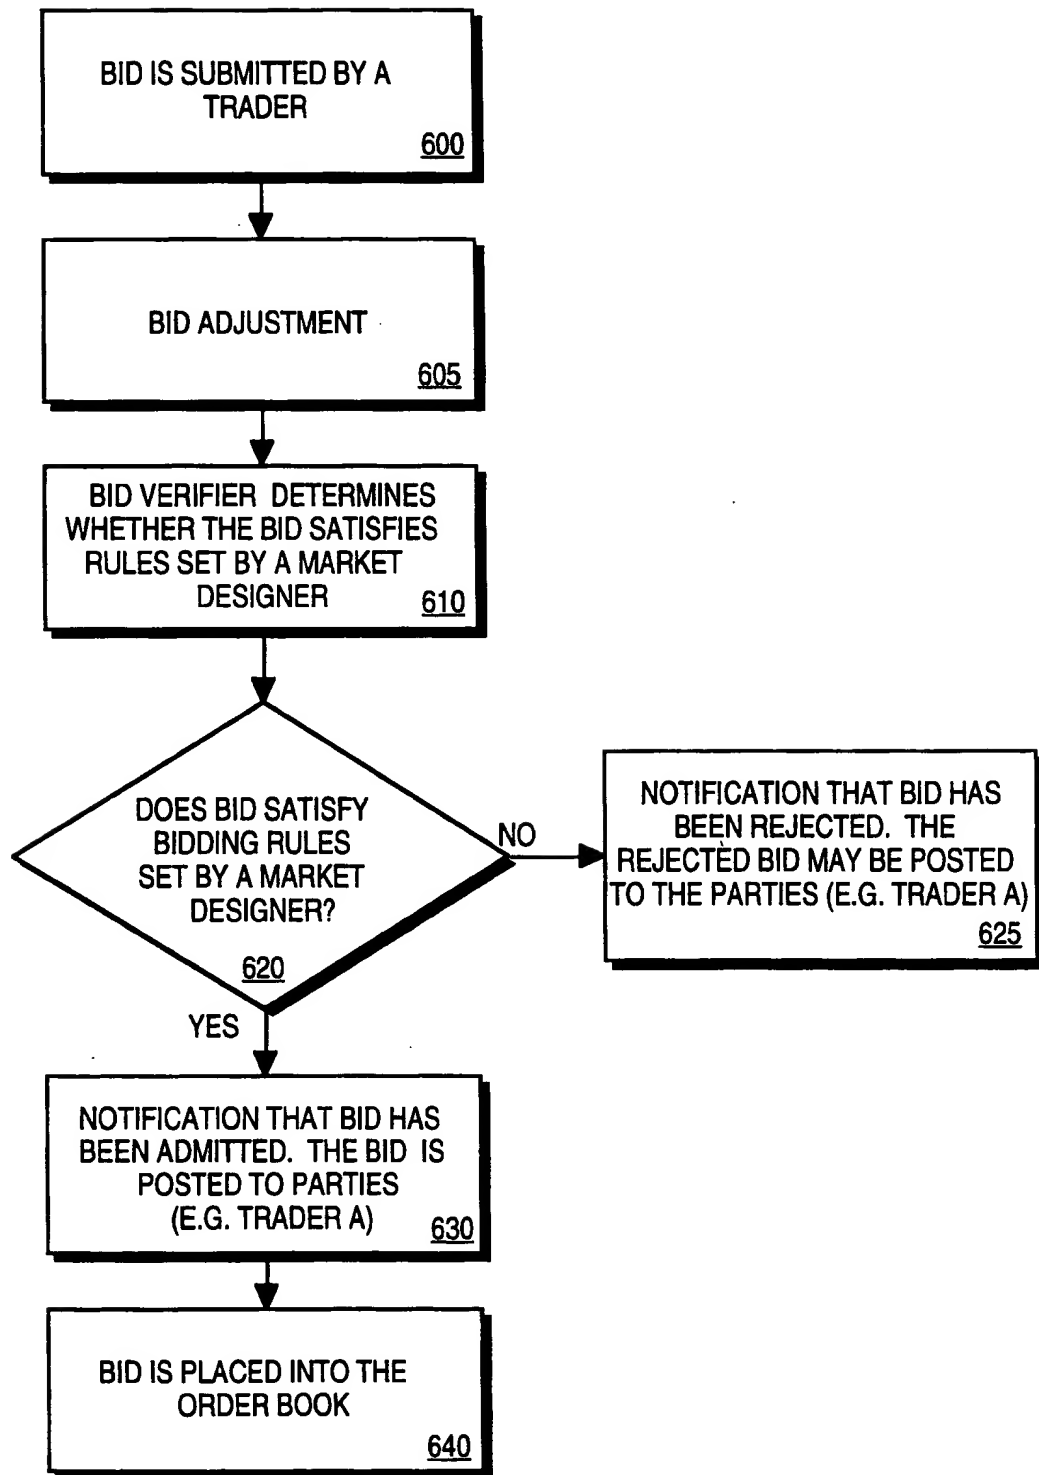 BID IS SUBMITTED BY A
TRADER
600
BID ADJUSTMENT
605
BID VERIFIER DETERMINES
WHETHER THE BID SATISFIES
RULES SET BY A MARKET
DESIGNER
610
DOES BID SATISFY
BIDDING RULES
SET BY A MARKET
DESIGNER?
620
NO
NOTIFICATION THAT BID HAS
BEEN REJECTED. THE
REJECTED BID MAY BE POSTED
TO THE PARTIES (E.G. TRADER A)
625
YES
NOTIFICATION THAT BID HAS
BEEN ADMITTED. THE BID IS
POSTED TO PARTIES
(E.G. TRADER A)
630
BID IS PLACED INTO THE
ORDER BOOK
640